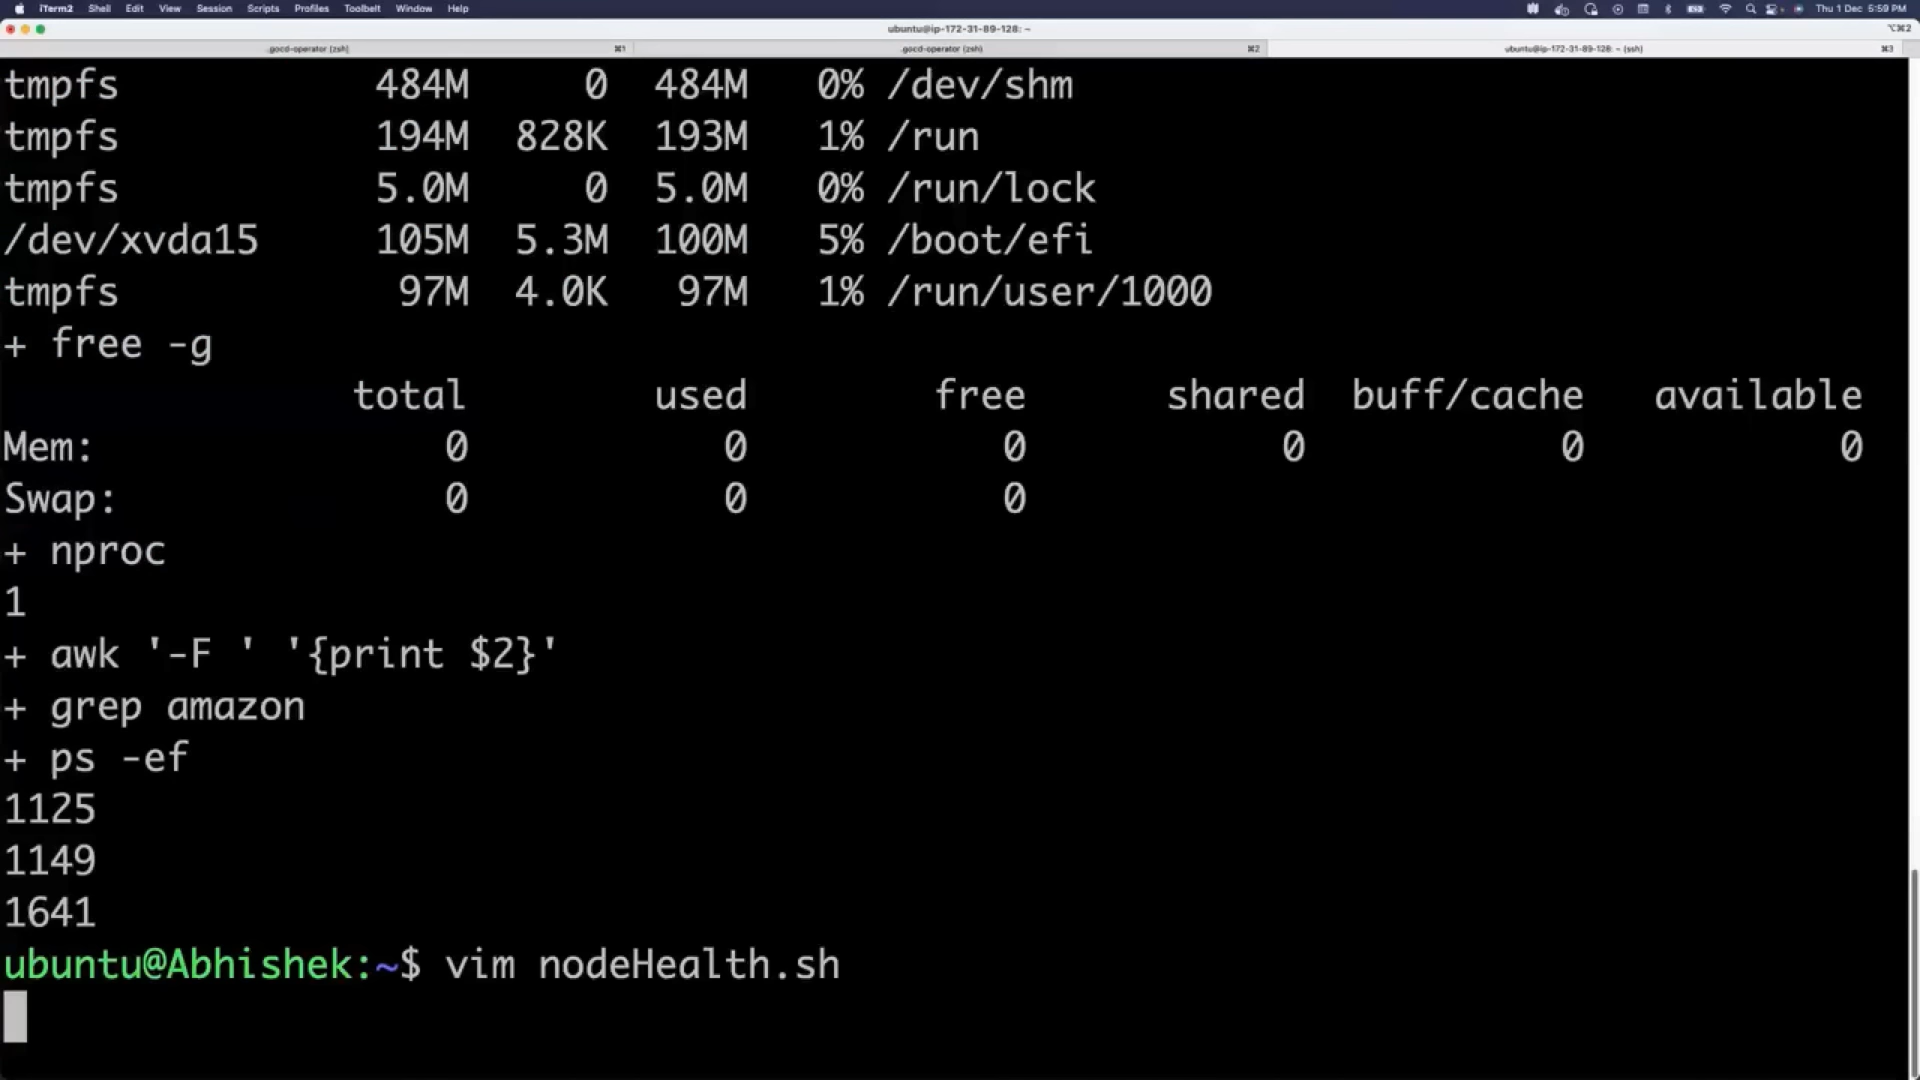 iTerm2 Shell Edit View Session Scripts Profiles Toolbelt Window Help Thu 1 Dec 5:59 PM
ubuntu@ip-172-31-89-128: ~ ⌥⌘2
.gocd-operator (zsh) ⌘1 .gocd-operator (zsh) ⌘2 ubuntu@ip-172-31-89-128: ~ (ssh) ⌘3
tmpfs 484M 0 484M 0% /dev/shm
tmpfs 194M 828K 193M 1% /run
tmpfs 5.0M 0 5.0M 0% /run/lock
/dev/xvda15 105M 5.3M 100M 5% /boot/efi
tmpfs 97M 4.0K 97M 1% /run/user/1000
+ free -g
total used free shared buff/cache available
Mem: 0 0 0 0 0 0
Swap: 0 0 0
+ nproc
1
+ awk '-F ' '{print $2}'
+ grep amazon
+ ps -ef
1125
1149
1641
ubuntu@Abhishek:~$ vim nodeHealth.sh